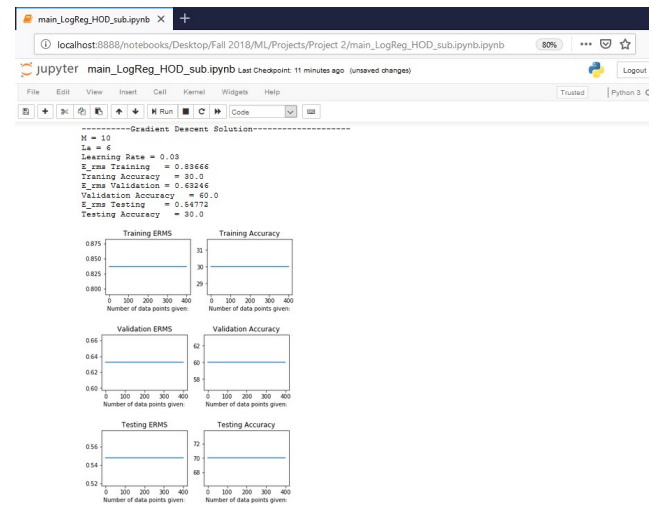 main_LogReg_HOD_sub.ipynb
localhost:8888/notebooks/Desktop/Fall 2018/ML/Projects/Project 2/main_LogReg_HOD_sub.ipynb.ipynb 80%
jupyter main_LogReg_HOD_sub.ipynb Last Checkpoint: 11 minutes ago (unsaved changes) Logout
File Edit View Insert Cell Kernel Widgets Help Trusted Python 3
Run Code
----------Gradient Descent Solution--------------------
M = 10
La = 6
Learning Rate = 0.03
E_rms Training = 0.83666
Traning Accuracy = 30.0
E_rms Validation = 0.63246
Validation Accuracy = 60.0
E_rms Testing = 0.54772
Testing Accuracy = 30.0
Training ERMS Training Accuracy
0.875
0.850
0.825
0.800
31
30
29
0 100 200 300 400 0 100 200 300 400
Number of data points given: Number of data points given:
Validation ERMS Validation Accuracy
0.66
0.64
0.62
0.60
62
60
58
0 100 200 300 400 0 100 200 300 400
Number of data points given: Number of data points given:
Testing ERMS Testing Accuracy
0.56
0.54
0.52
72
70
68
0 100 200 300 400 0 100 200 300 400
Number of data points given: Number of data points given: